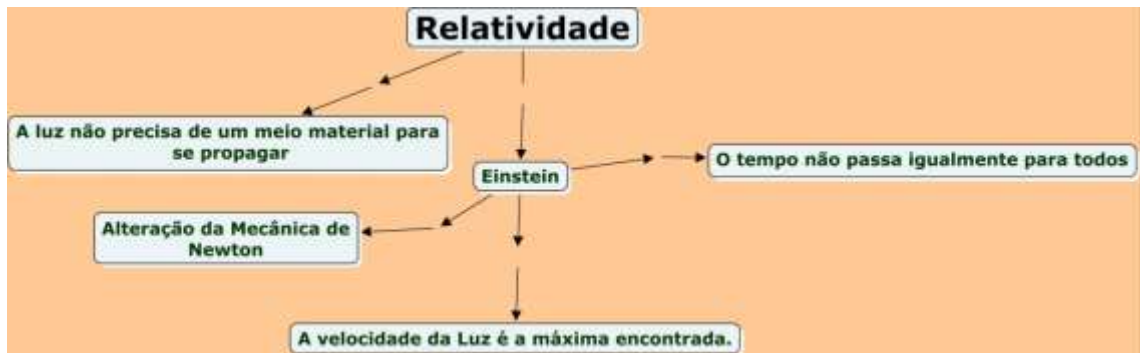 Relatividade
A luz não precisa de um meio material para
se propagar
Einstein
O tempo não passa igualmente para todos
Alteração da Mecânica de
Newton
A velocidade da Luz é a máxima encontrada.